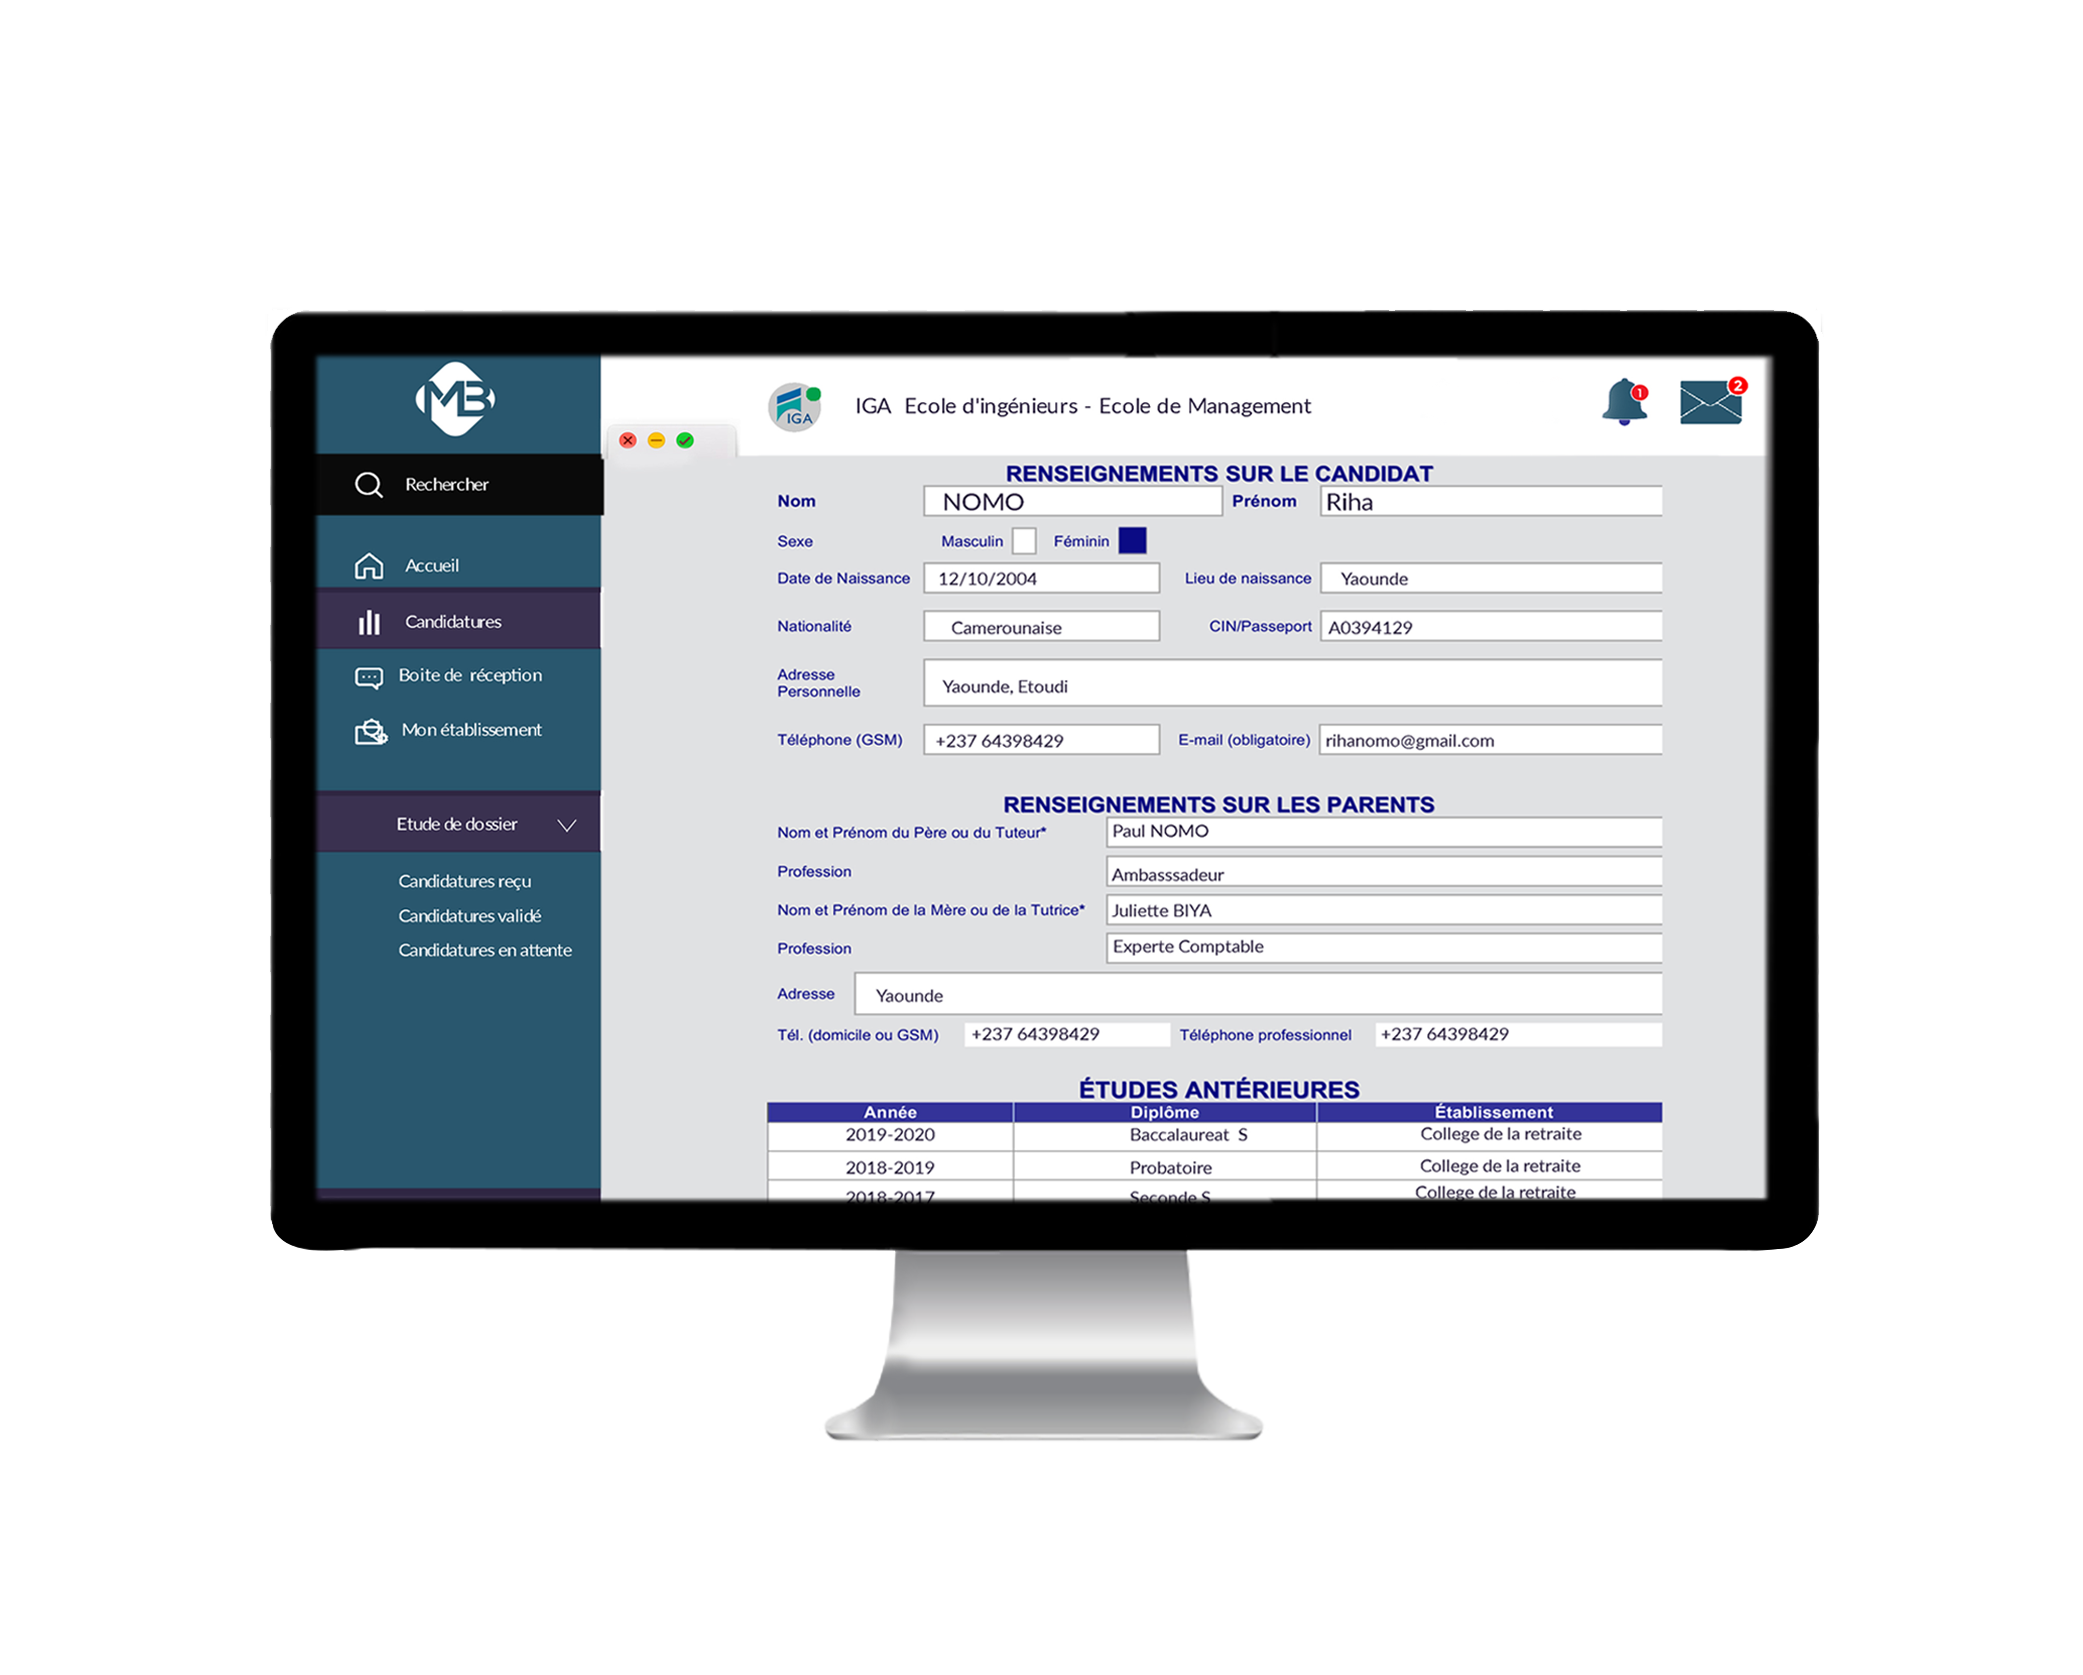 MB
IGA
IGA Ecole d'ingénieurs - Ecole de Management
1
2
Rechercher
Accueil
Candidatures
Boite de réception
Mon établissement
Etude de dossier
Candidatures reçu
Candidatures validé
Candidatures en attente
RENSEIGNEMENTS SUR LE CANDIDAT
Nom NOMO Prénom Riha
Sexe Masculin Féminin
Date de Naissance 12/10/2004 Lieu de naissance Yaounde
Nationalité Camerounaise CIN/Passeport A0394129
Adresse
Personnelle
Yaounde, Etoudi
Téléphone (GSM) +237 64398429 E-mail (obligatoire) rihanomo@gmail.com
RENSEIGNEMENTS SUR LES PARENTS
Nom et Prénom du Père ou du Tuteur* Paul NOMO
Profession Ambasssadeur
Nom et Prénom de la Mère ou de la Tutrice* Juliette BIYA
Profession Experte Comptable
Adresse Yaounde
Tél. (domicile ou GSM) +237 64398429 Téléphone professionnel +237 64398429
ÉTUDES ANTÉRIEURES
Année Diplôme Établissement
2019-2020 Baccalaureat S College de la retraite
2018-2019 Probatoire College de la retraite
2018-2017 Seconde S College de la retraite